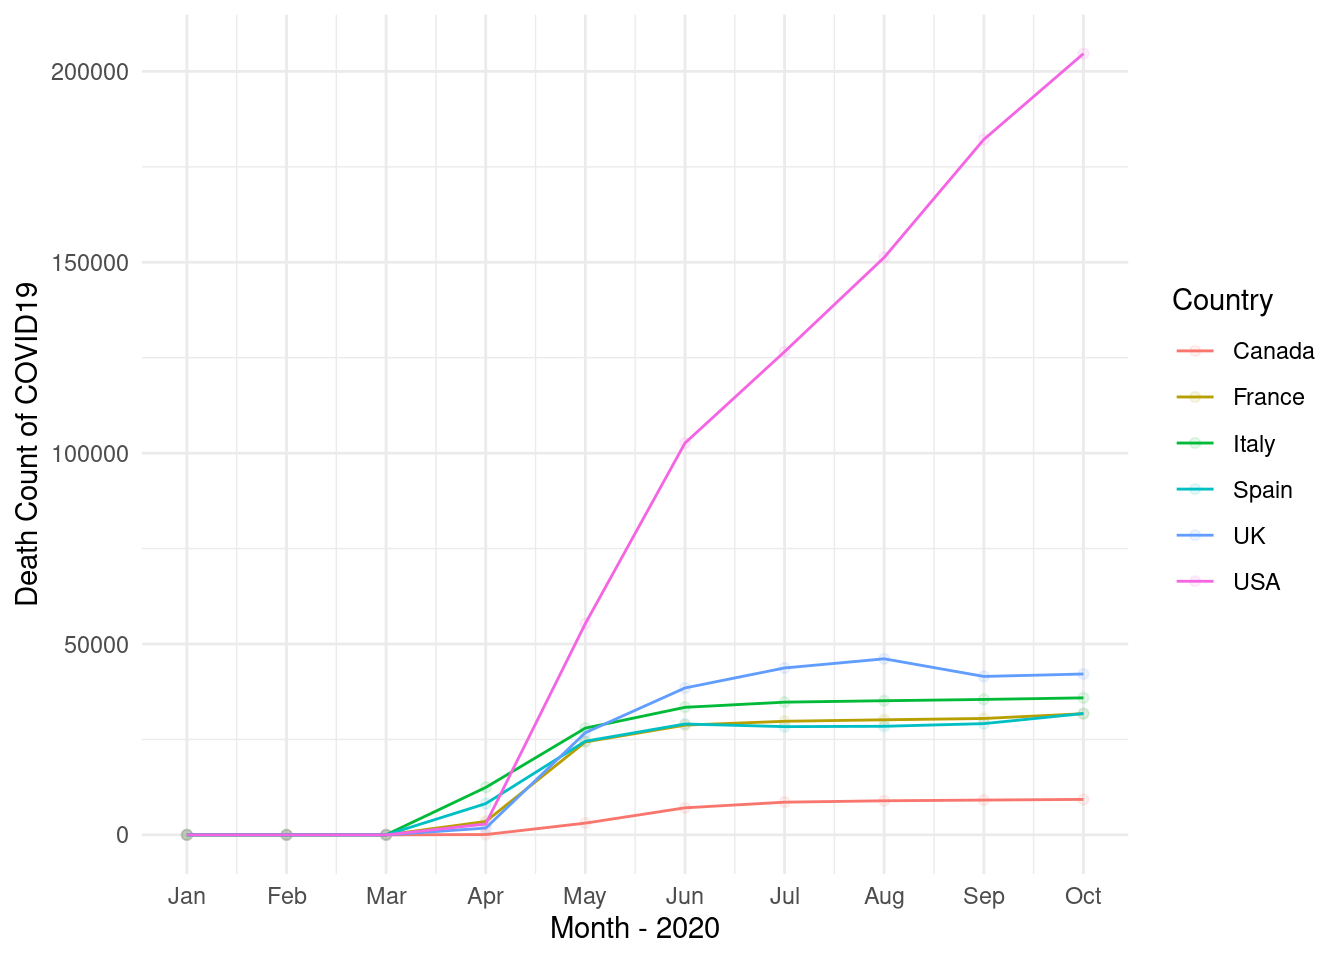 200000
150000
100000
50000
0
Death Count of COVID19
Jan Feb Mar Apr May Jun Jul Aug Sep Oct
Month - 2020
Country
Canada
France
Italy
Spain
UK
USA